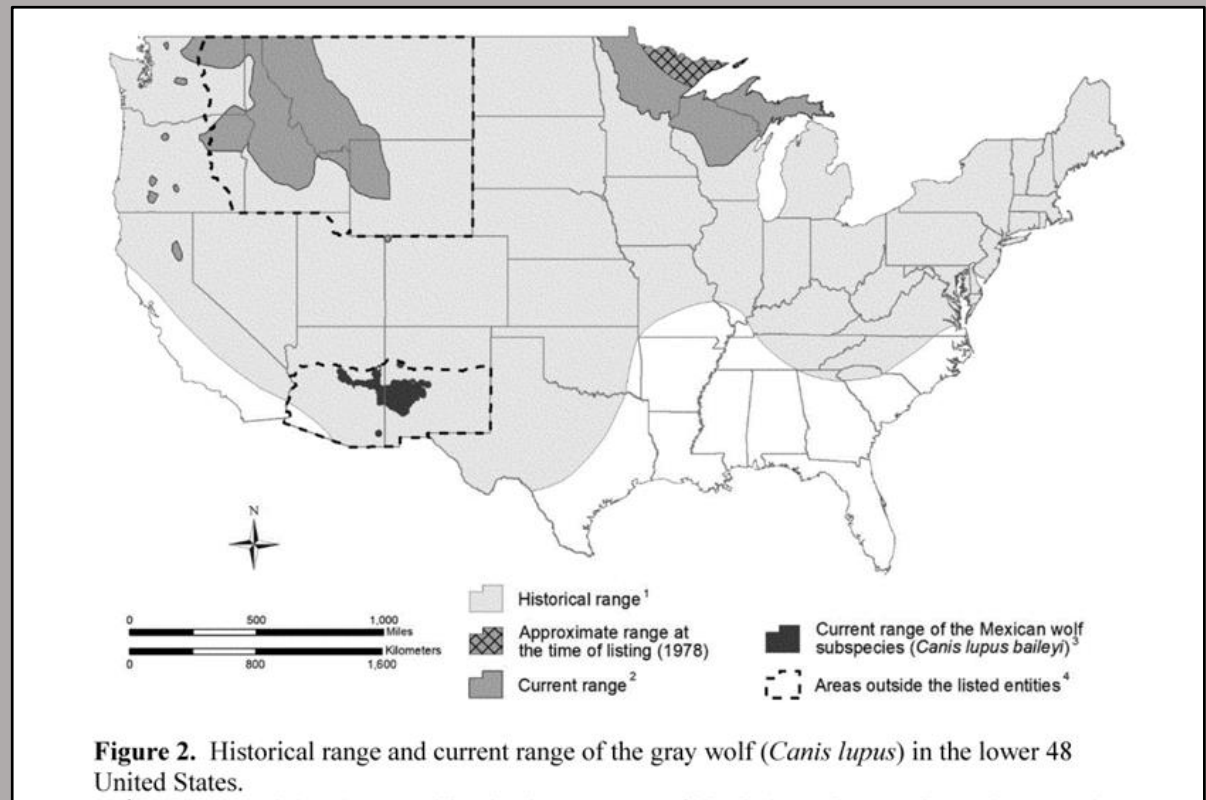 N
0 500 1,000
Miles
Kilometers
0 800 1,600
Historical range 1
Approximate range at
the time of listing (1978)
Current range 2
Current range of the Mexican wolf
subspecies (Canis lupus baileyi) 3
Areas outside the listed entities 4
Figure 2. Historical range and current range of the gray wolf (Canis lupus) in the lower 48
United States.